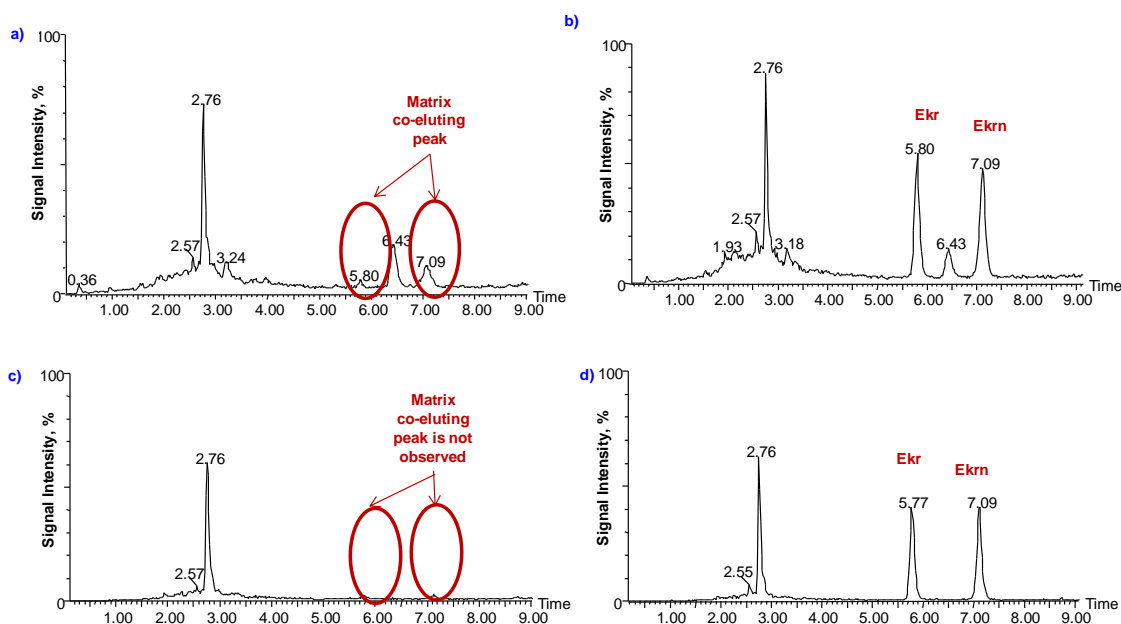 a)
100
Signal Intensity, %
0
0.36
2.57
2.76
3.24
5.80
6.43
7.09
Matrix
co-eluting
peak
1.00 2.00 3.00 4.00 5.00 6.00 7.00 8.00 9.00
Time
b)
100
Signal Intensity, %
0
1.93
2.57
2.76
3.18
Ekr
5.80
6.43
Ekrn
7.09
1.00 2.00 3.00 4.00 5.00 6.00 7.00 8.00 9.00
Time
c)
100
Signal Intensity, %
0
2.57
2.76
Matrix
co-eluting
peak is not
observed
1.00 2.00 3.00 4.00 5.00 6.00 7.00 8.00 9.00
Time
d)
100
Signal Intensity, %
0
2.55
2.76
Ekr
5.77
Ekrn
7.09
1.00 2.00 3.00 4.00 5.00 6.00 7.00 8.00 9.00
Time